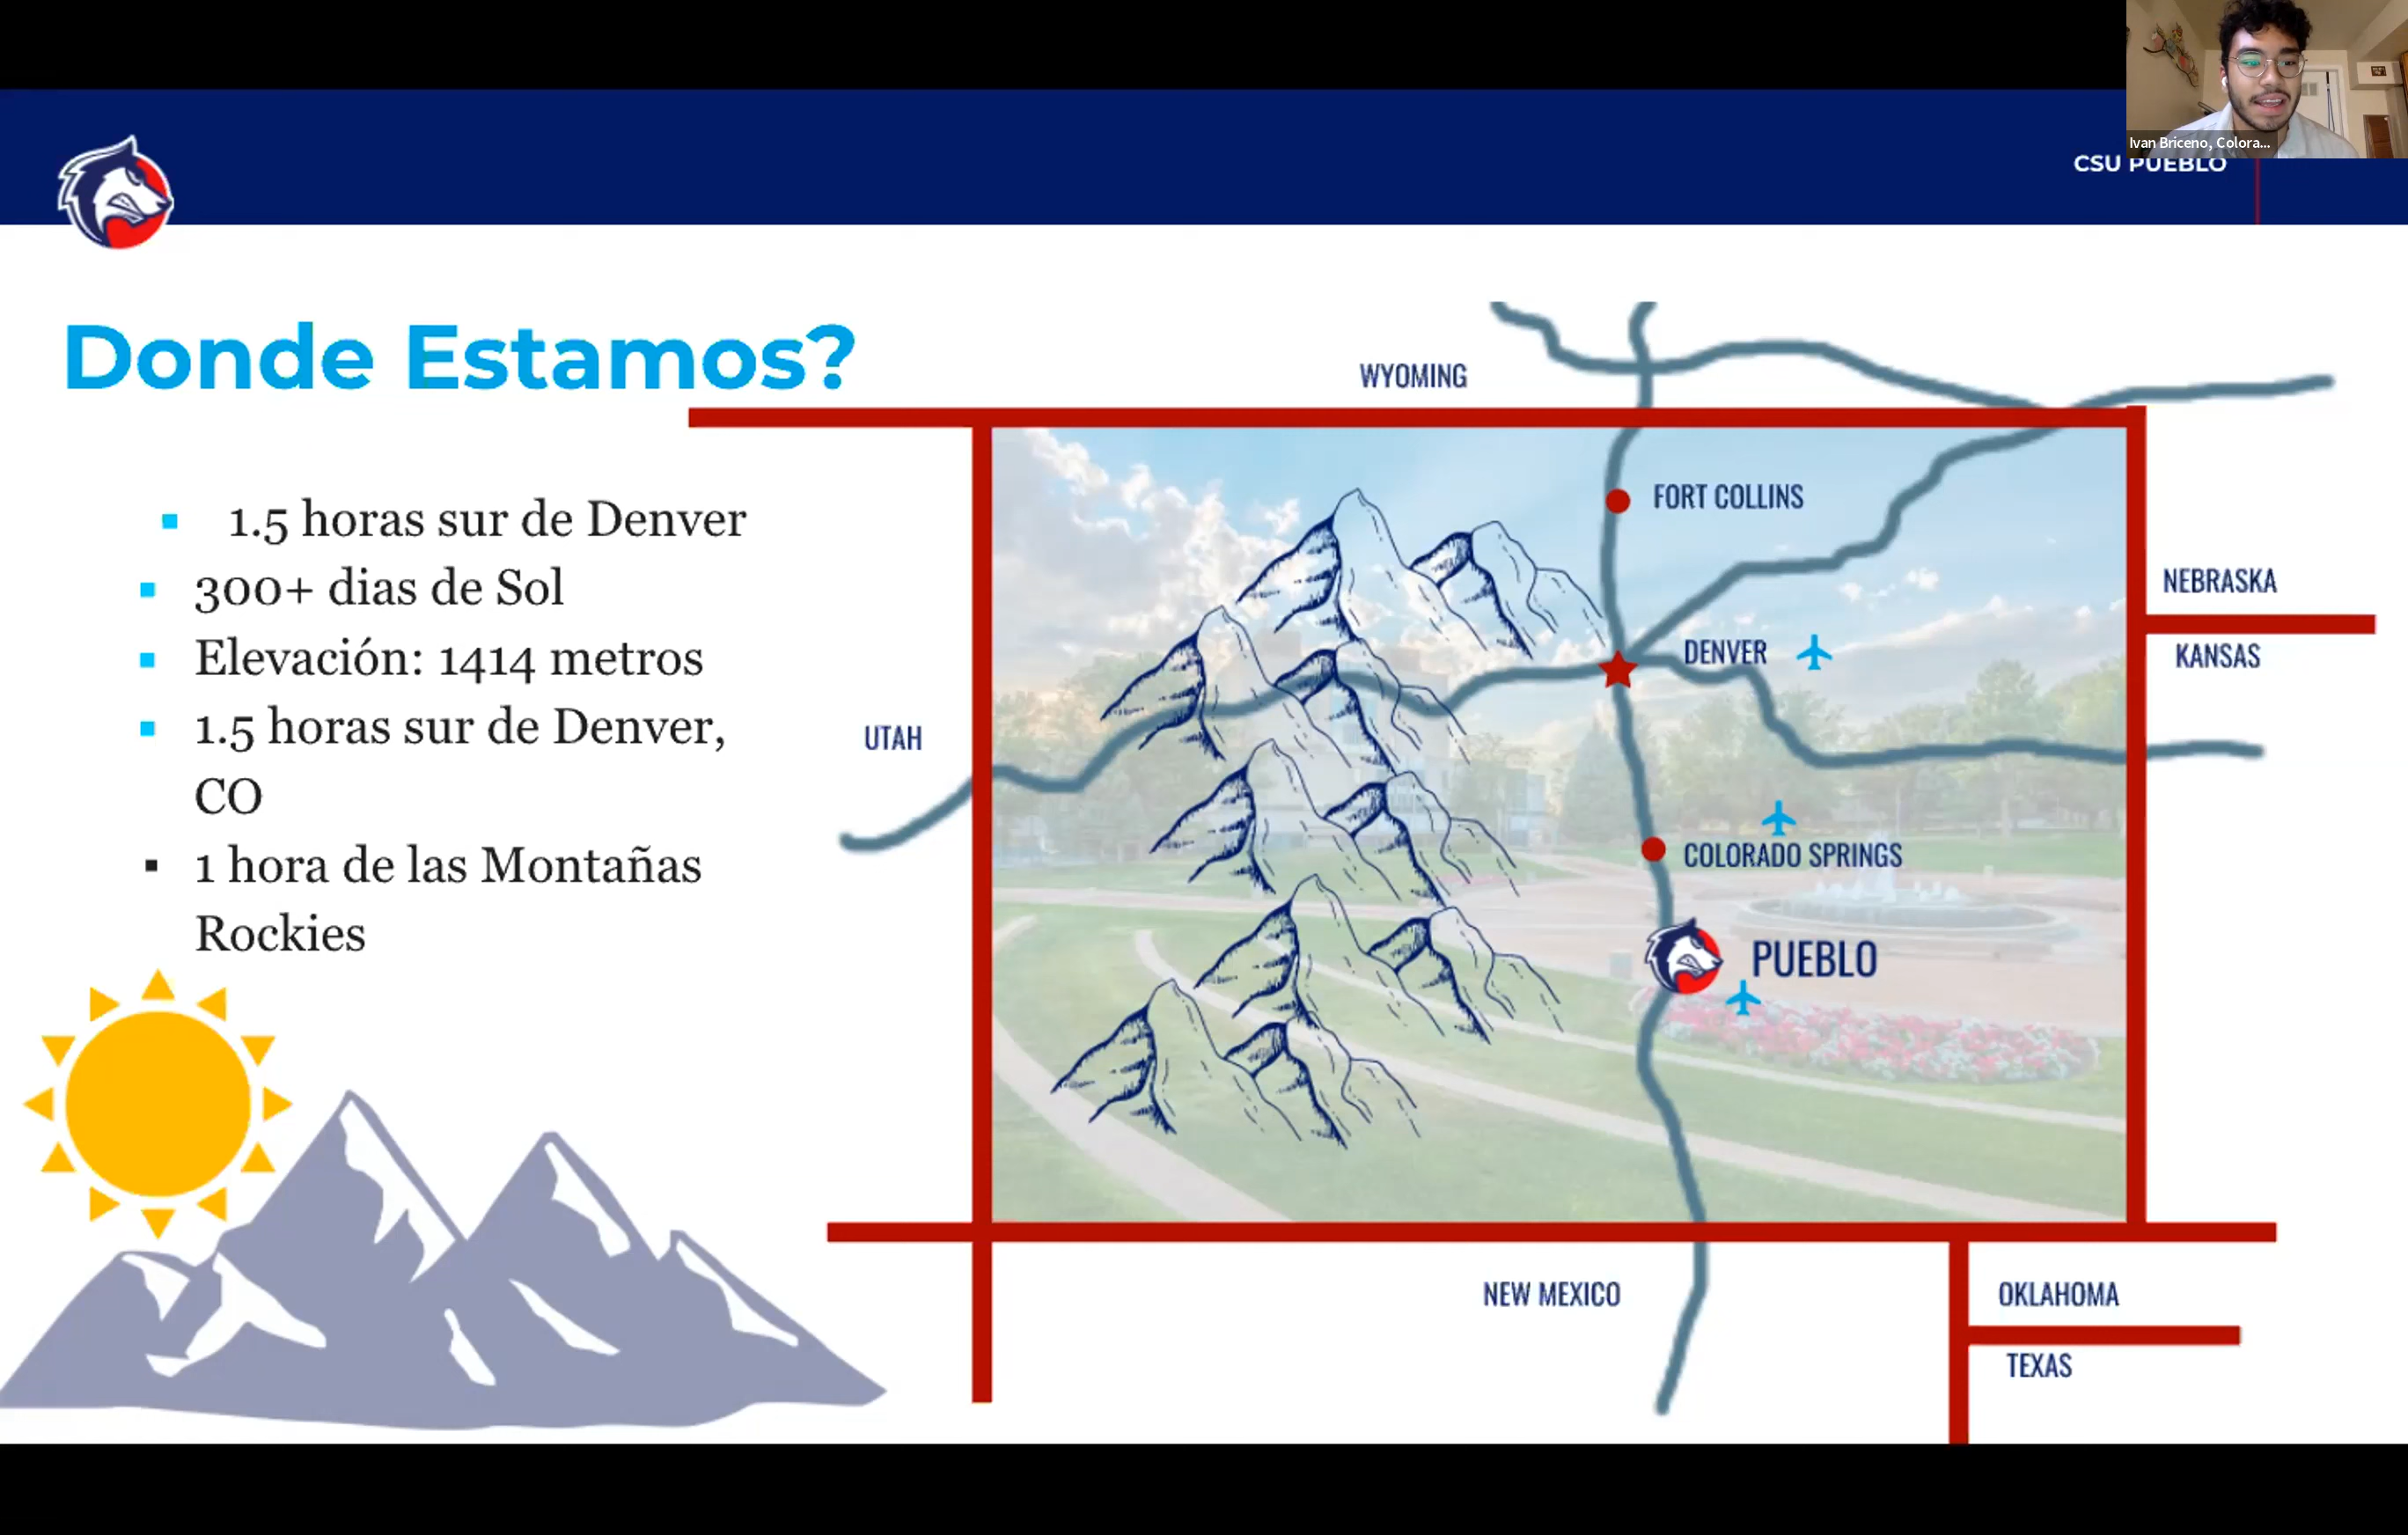 Ivan Briceno, Colora...
CSU PUEBLO
Donde Estamos?
1.5 horas sur de Denver
300+ dias de Sol
Elevación: 1414 metros
1.5 horas sur de Denver,
CO
1 hora de las Montañas
Rockies
WYOMING
FORT COLLINS
NEBRASKA
DENVER
KANSAS
UTAH
COLORADO SPRINGS
PUEBLO
NEW MEXICO
OKLAHOMA
TEXAS